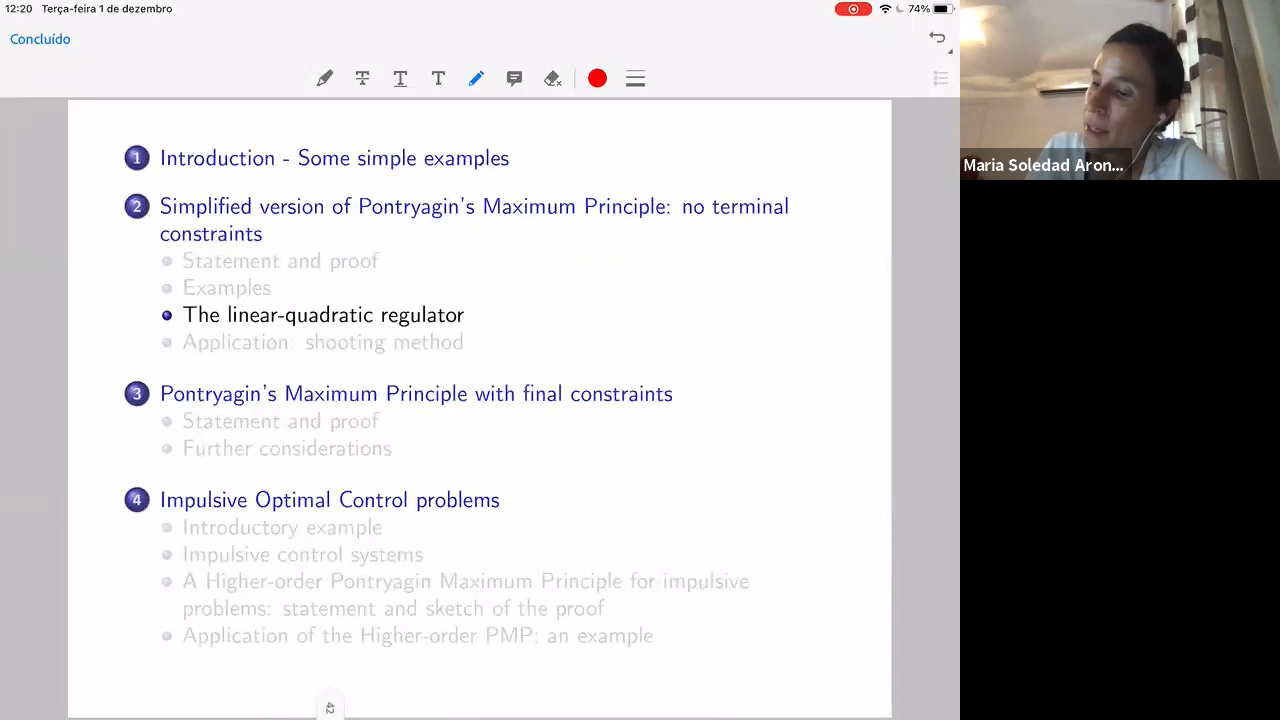 12:20 Terça-feira 1 de dezembro
74%
Concluído
Maria Soledad Aron...
1 Introduction - Some simple examples
2 Simplified version of Pontryagin's Maximum Principle: no terminal
constraints
Statement and proof
Examples
The linear-quadratic regulator
Application: shooting method
3 Pontryagin's Maximum Principle with final constraints
Statement and proof
Further considerations
4 Impulsive Optimal Control problems
Introductory example
Impulsive control systems
A Higher-order Pontryagin Maximum Principle for impulsive
problems: statement and sketch of the proof
Application of the Higher-order PMP: an example
42